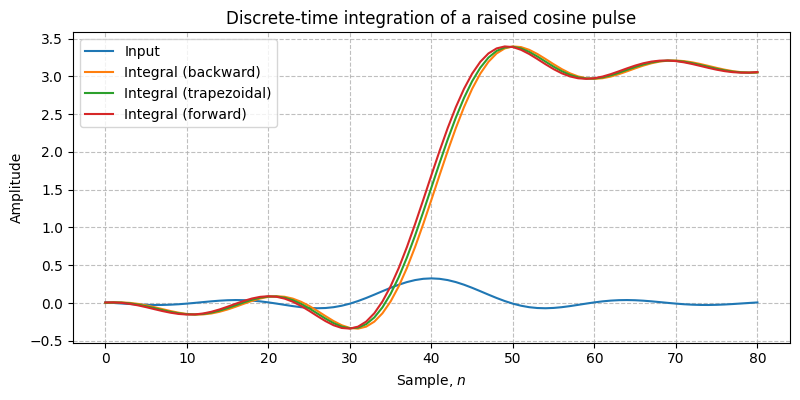 Discrete-time integration of a raised cosine pulse
Input
Integral (backward)
Integral (trapezoidal)
Integral (forward)
Amplitude
3.5
3.0
2.5
2.0
1.5
1.0
0.5
0.0
−0.5
0 10 20 30 40 50 60 70 80
Sample, n